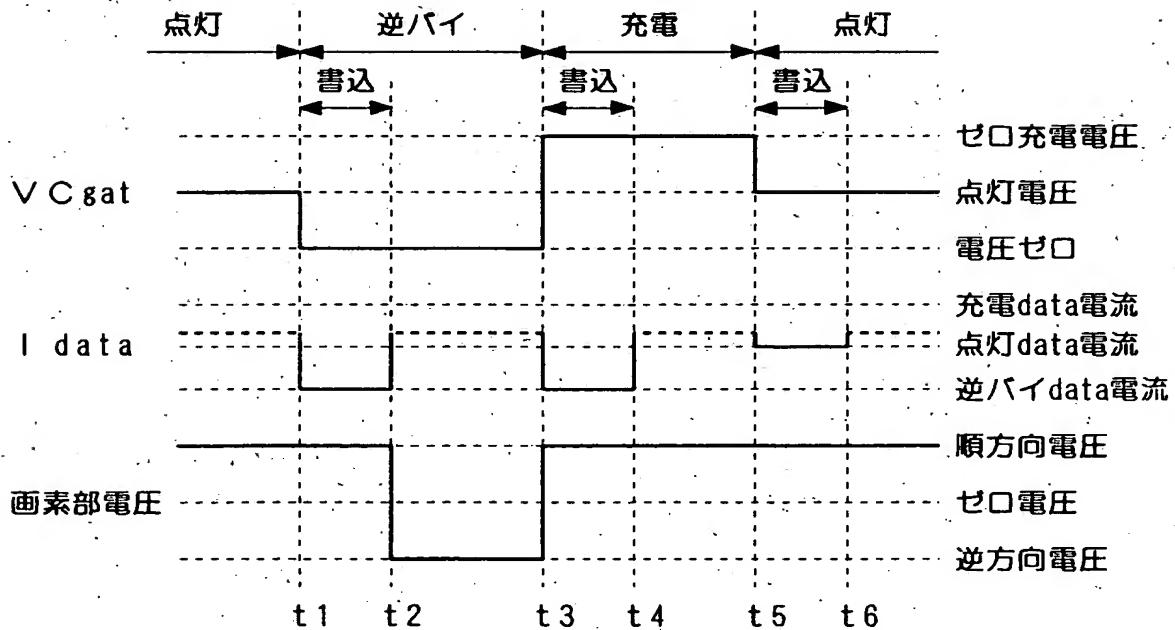 点灯 逆バイ 充電 点灯
書込 書込 書込
ゼロ充電電圧
VCgat 点灯電圧
電圧ゼロ
充電data電流
I data 点灯data電流
逆バイdata電流
順方向電圧
画素部電圧 ゼロ電圧
逆方向電圧
t1 t2 t3 t4 t5 t6